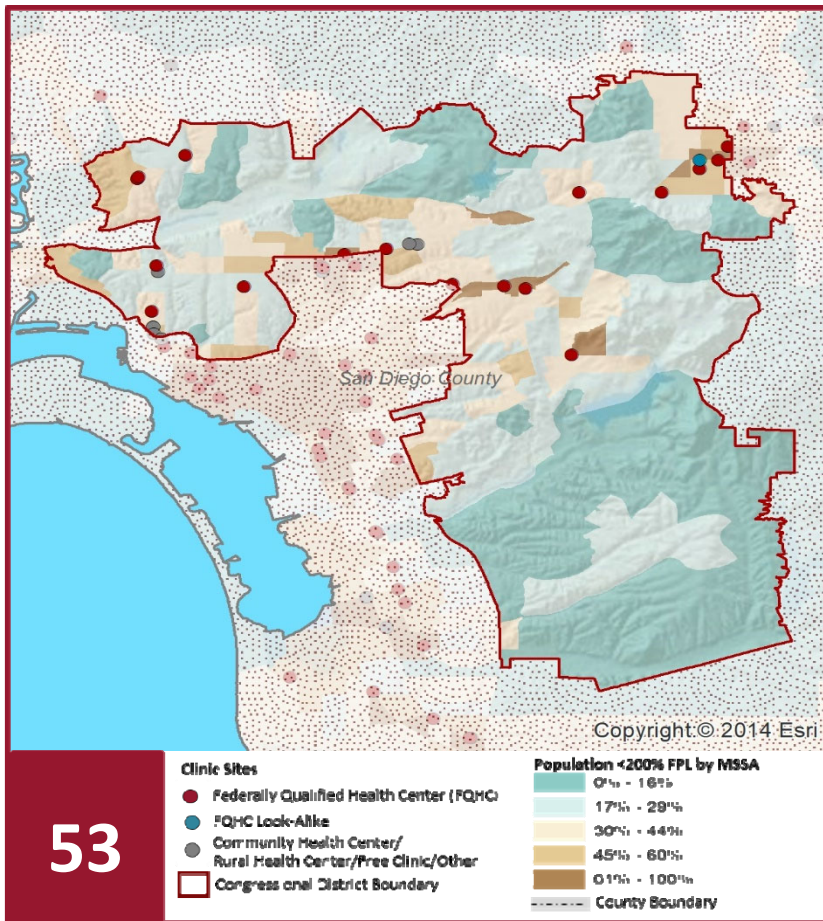 San Diego County
Copyright:© 2014 Esri
53
Clinic Sites
Federally Qualified Health Center (FQHC)
FQHC Look-Alike
Community Health Center/
Rural Health Center/Free Clinic/Other
Congressional District Boundary
Population <200% FPL by MSSA
0% - 16%
17% - 29%
30% - 44%
45% - 60%
61% - 100%
County Boundary